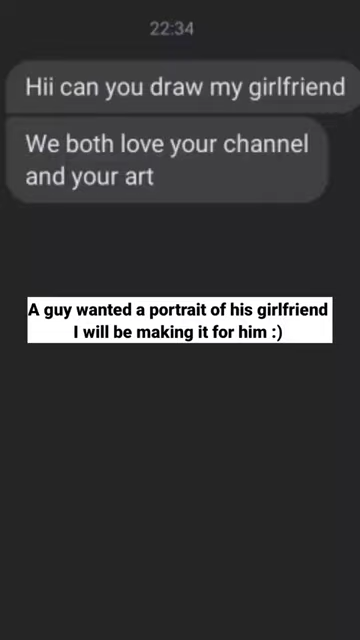 22:34
Hii can you draw my girlfriend
We both love your channel
and your art
A guy wanted a portrait of his girlfriend
I will be making it for him :)